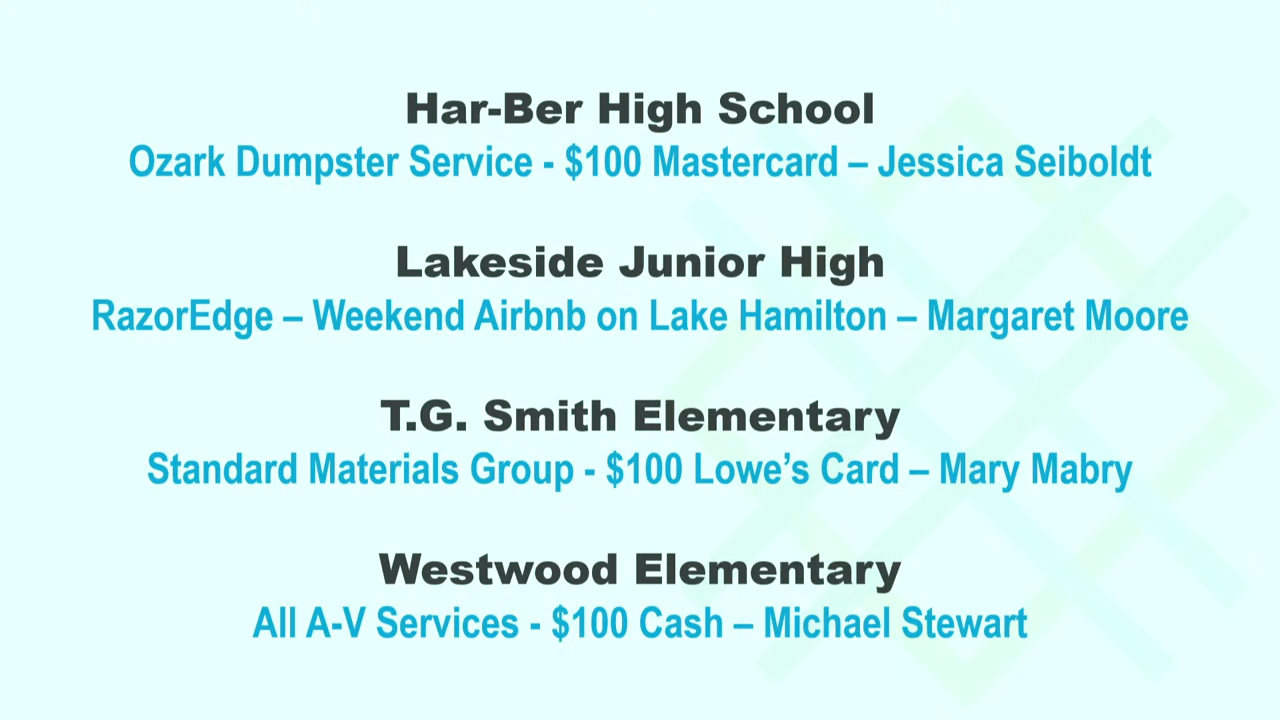 Har-Ber High School
Ozark Dumpster Service - $100 Mastercard – Jessica Seiboldt
Lakeside Junior High
RazorEdge – Weekend Airbnb on Lake Hamilton – Margaret Moore
T.G. Smith Elementary
Standard Materials Group - $100 Lowe’s Card – Mary Mabry
Westwood Elementary
All A-V Services - $100 Cash – Michael Stewart